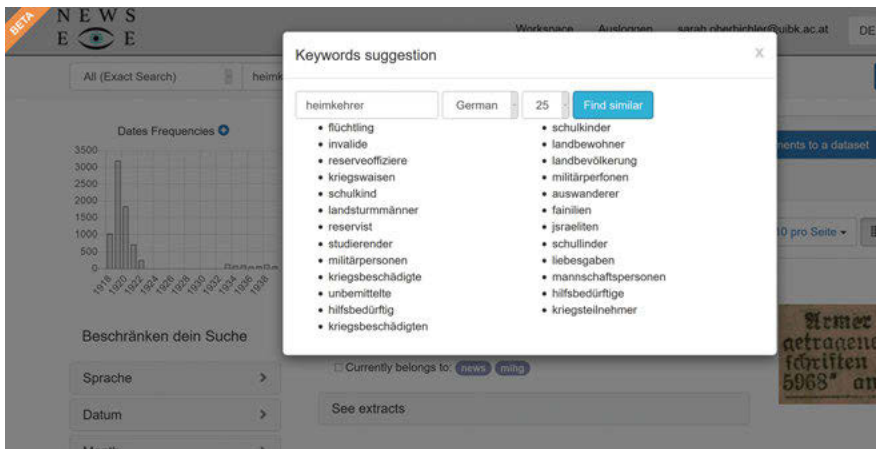 BETA
NEWS
E E
Workspace Ausloggen sarah.oberbichler@uibk.ac.at DE
All (Exact Search) heimk
Keywords suggestion X
heimkehrer German 25 Find similar
flüchtling
invalide
reserveoffiziere
kriegswaisen
schulkind
landsturmmänner
reservist
studierender
militärpersonen
kriegsbeschädigte
unbemittelte
hilfsbedürftig
kriegsbeschädigten
schulkinder
landbewohner
landbevölkerung
militärperfonen
auswanderer
fainilien
jsraeliten
schullinder
liebesgaben
mannschaftspersonen
hilfsbedürftige
kriegsteilnehmer
Dates Frequencies
3500
3000
2500
2000
1500
1000
500
0
1918 1920 1922 1924 1926 1928 1930 1932 1934 1936 1938
ments to a dataset
10 pro Seite
Beschränken dein Suche
Sprache
Datum
Currently belongs to: news mihg
See extracts
Armer
getragene
schriften
5968" an